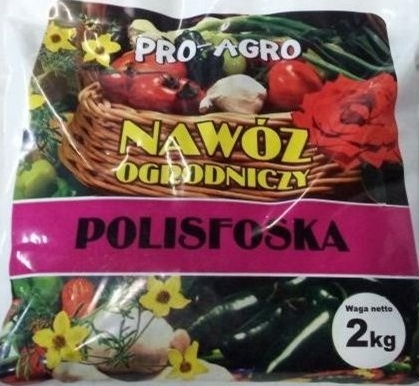 PRO-AGRO
NAWÓZ
OGRODNICZY
POLISFOSKA
Waga netto
2kg